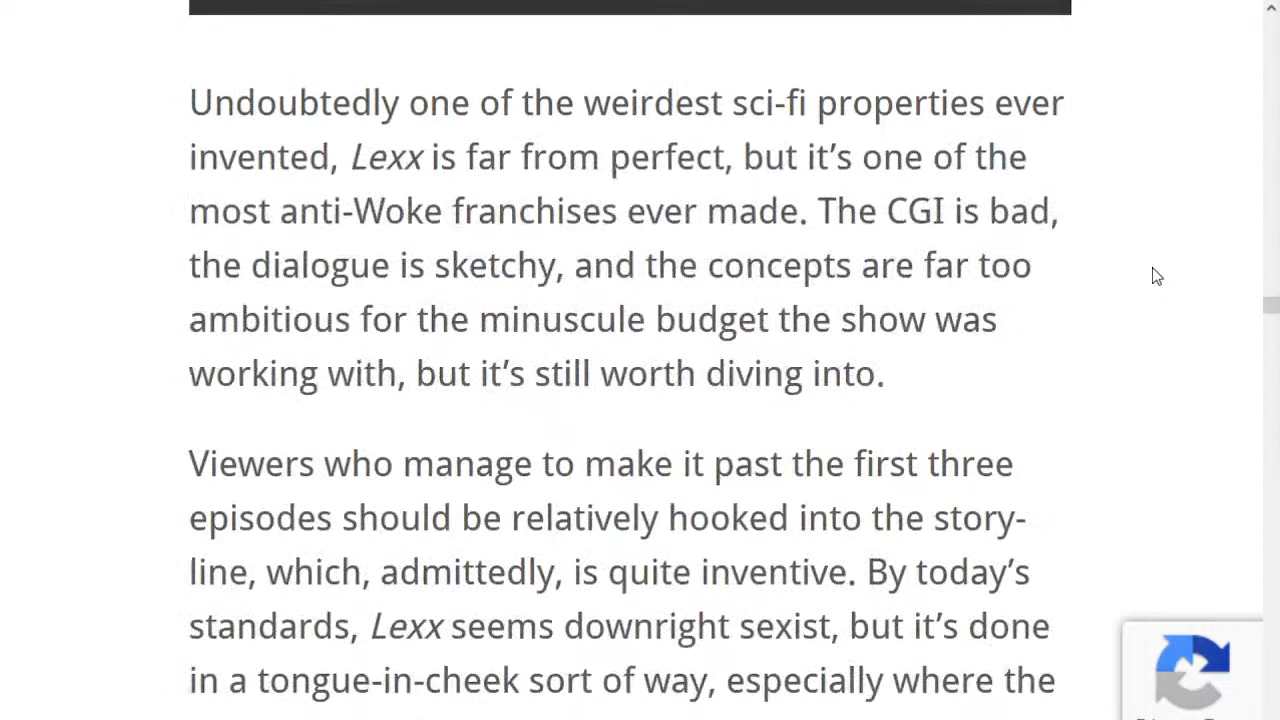 Undoubtedly one of the weirdest sci-fi properties ever
invented, Lexx is far from perfect, but it’s one of the
most anti-Woke franchises ever made. The CGI is bad,
the dialogue is sketchy, and the concepts are far too
ambitious for the minuscule budget the show was
working with, but it’s still worth diving into.
Viewers who manage to make it past the first three
episodes should be relatively hooked into the story-
line, which, admittedly, is quite inventive. By today’s
standards, Lexx seems downright sexist, but it’s done
in a tongue-in-cheek sort of way, especially where the